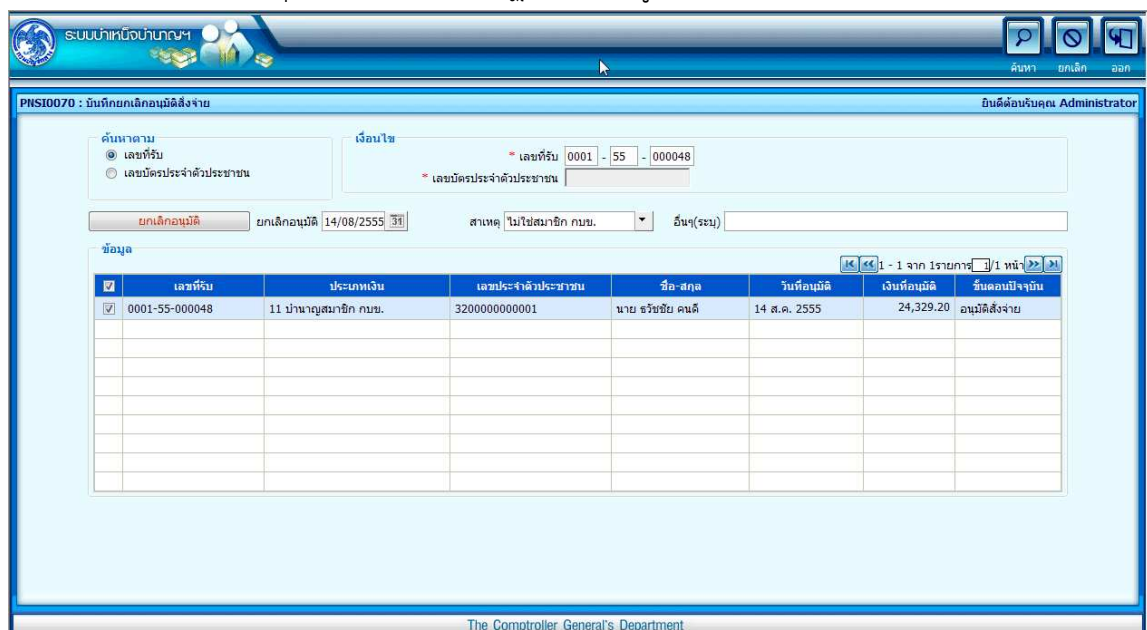 ระบบบำเหน็จบำนาญฯ
ค้นหา ยกเลิก ออก
PNSI0070 : บันทึกยกเลิกอนุมัติสั่งจ่าย ยินดีต้อนรับคุณ Administrator
ค้นหาตาม เงื่อนไข
เลขที่รับ * เลขที่รับ 0001 - 55 - 000048
เลขบัตรประจำตัวประชาชน * เลขบัตรประจำตัวประชาชน
ยกเลิกอนุมัติ ยกเลิกอนุมัติ 14/08/2555 31 สาเหตุ ไม่ใช่สมาชิก กบข. อื่นๆ(ระบุ)
ข้อมูล
1 - 1 จาก 1รายการ 1/1 หน้า
เลขที่รับ ประเภทเงิน เลขประจำตัวประชาชน ชื่อ-สกุล วันที่อนุมัติ เงินที่อนุมัติ ขั้นตอนปัจจุบัน
0001-55-000048 11 บำนาญสมาชิก กบข. 3200000000001 นาย ธวัชชัย คนดี 14 ส.ค. 2555 24,329.20 อนุมัติสั่งจ่าย
The Comptroller General's Department